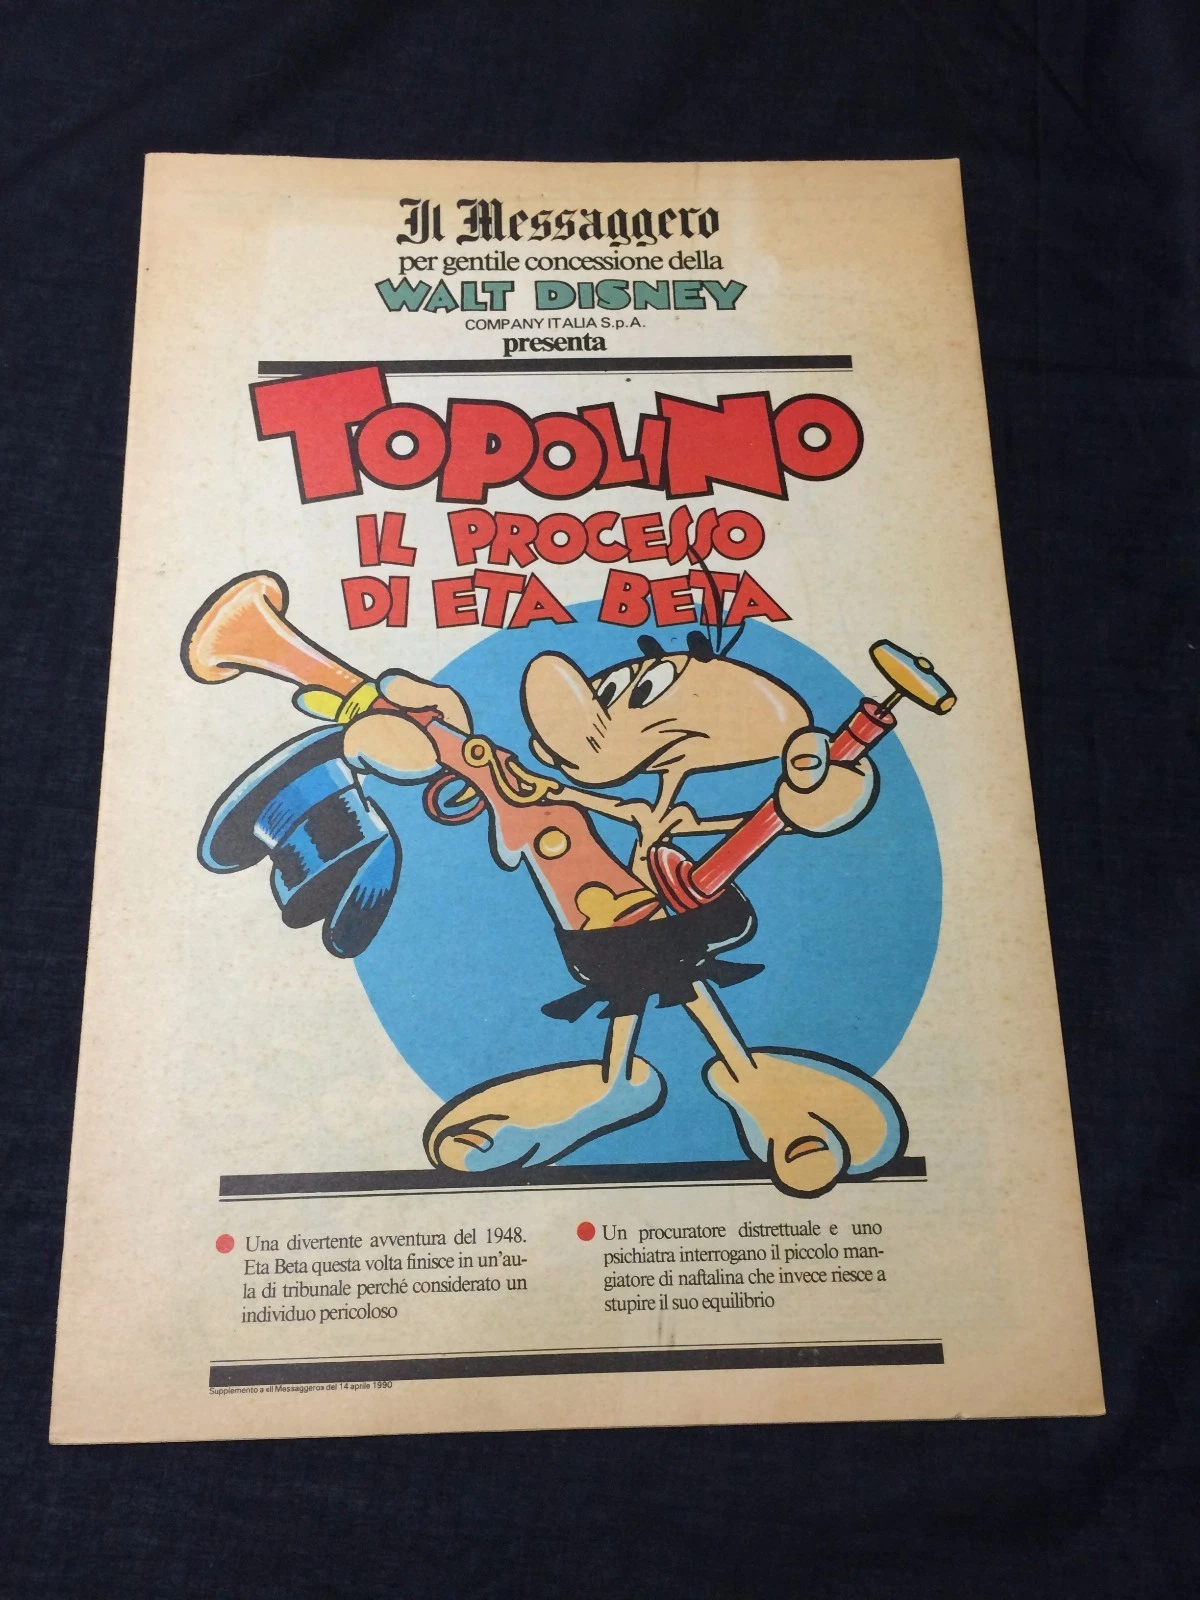 Il Messaggero
per gentile concessione della
WALT DISNEY
COMPANY ITALIA S.p.A.
presenta
TOPOLINO
IL PROCESSO
DI ETA BETA
Una divertente avventura del 1948.
Eta Beta questa volta finisce in un'au-
la di tribunale perché considerato un
individuo pericoloso
Un procuratore distrettuale e uno
psichiatra interrogano il piccolo man-
giatore di naftalina che invece riesce a
stupire il suo equilibrio
Supplemento a «Il Messaggero» del 14 aprile 1990